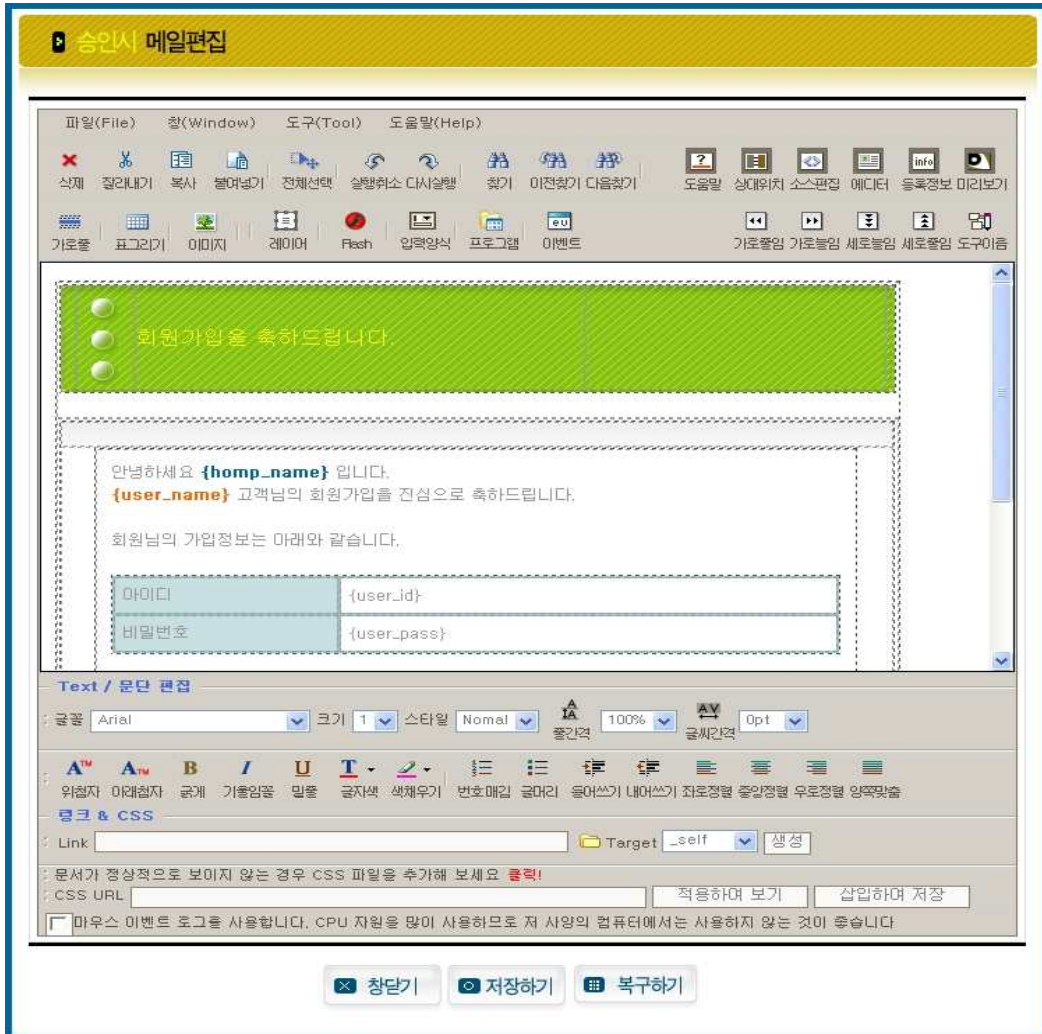 승인시 메일편집
파일(File) 창(Window) 도구(Tool) 도움말(Help)
삭제 잘라내기 복사 붙여넣기 전체선택 실행취소 다시실행 찾기 이전찾기 다음찾기 도움말 상대위치 소스편집 에디터 등록정보 미리보기
가로줄 표그리기 이미지 레이어 Flash 입력양식 프로그램 이벤트 가로줄임 가로늘임 세로늘임 세로줄임 도구이음
회원가입을 축하드립니다.
안녕하세요 {homp_name} 입니다.
{user_name} 고객님의 회원가입을 진심으로 축하드립니다.
회원님의 가입정보는 아래와 같습니다.
아이디 {user_id}
비밀번호 {user_pass}
Text / 문단 편집
글꼴 Arial 크기 1 스타일 Nomal 줄간격 100% 글씨간격 0pt
위첨자 아래첨자 굵게 기울임꼴 밑줄 글자색 색채우기 번호매김 글머리 들여쓰기 내어쓰기 좌로정렬 중앙정렬 우로정렬 양쪽맞춤
링크 & CSS
Link Target _self 생성
문서가 정상적으로 보이지 않는 경우 CSS 파일을 추가해 보세요 클릭!
CSS URL 적용하며 보기 삽입하며 저장
마우스 이벤트 로그를 사용합니다. CPU 자원을 많이 사용하므로 저 사양의 컴퓨터에서는 사용하지 않는 것이 좋습니다
창닫기 저장하기 복구하기